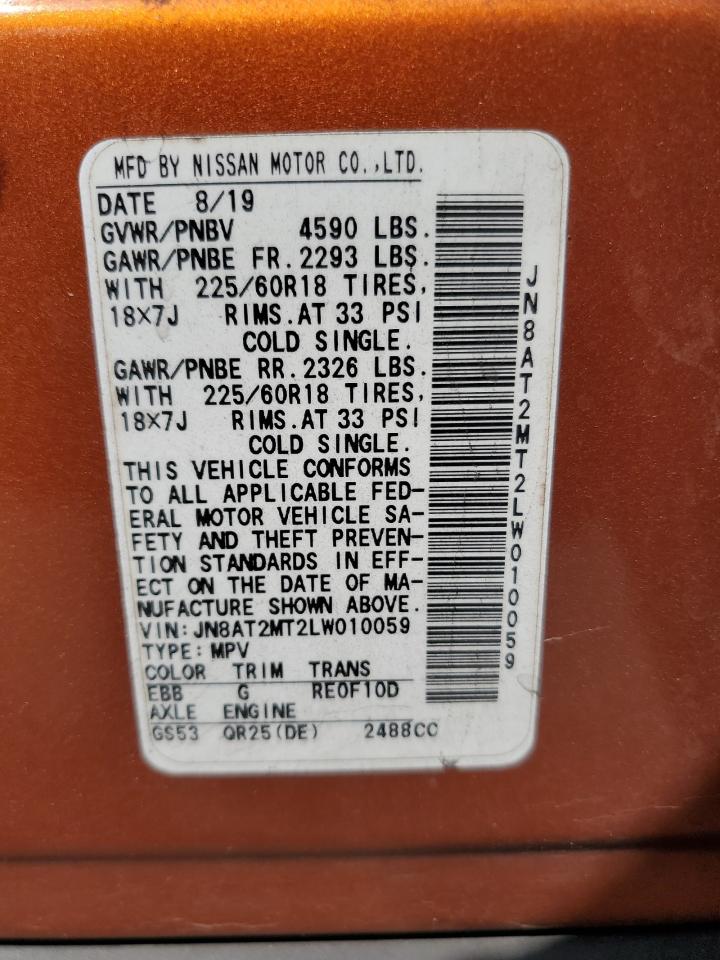 MFD BY NISSAN MOTOR CO.,LTD.
DATE 8/19
GVWR/PNBV 4590 LBS.
GAWR/PNBE FR.2293 LBS.
WITH 225/60R18 TIRES,
18X7J RIMS.AT 33 PSI
COLD SINGLE.
GAWR/PNBE RR.2326 LBS.
WITH 225/60R18 TIRES,
18X7J RIMS.AT 33 PSI
COLD SINGLE.
THIS VEHICLE CONFORMS
TO ALL APPLICABLE FED-
ERAL MOTOR VEHICLE SA-
FETY AND THEFT PREVEN-
TION STANDARDS IN EFF-
ECT ON THE DATE OF MA-
NUFACTURE SHOWN ABOVE.
VIN:JN8AT2MT2LW010059
TYPE:MPV
COLOR TRIM TRANS
EBB G RE0F10D
AXLE ENGINE
GS53 QR25(DE) 2488CC
JN8AT2MT2LW010059